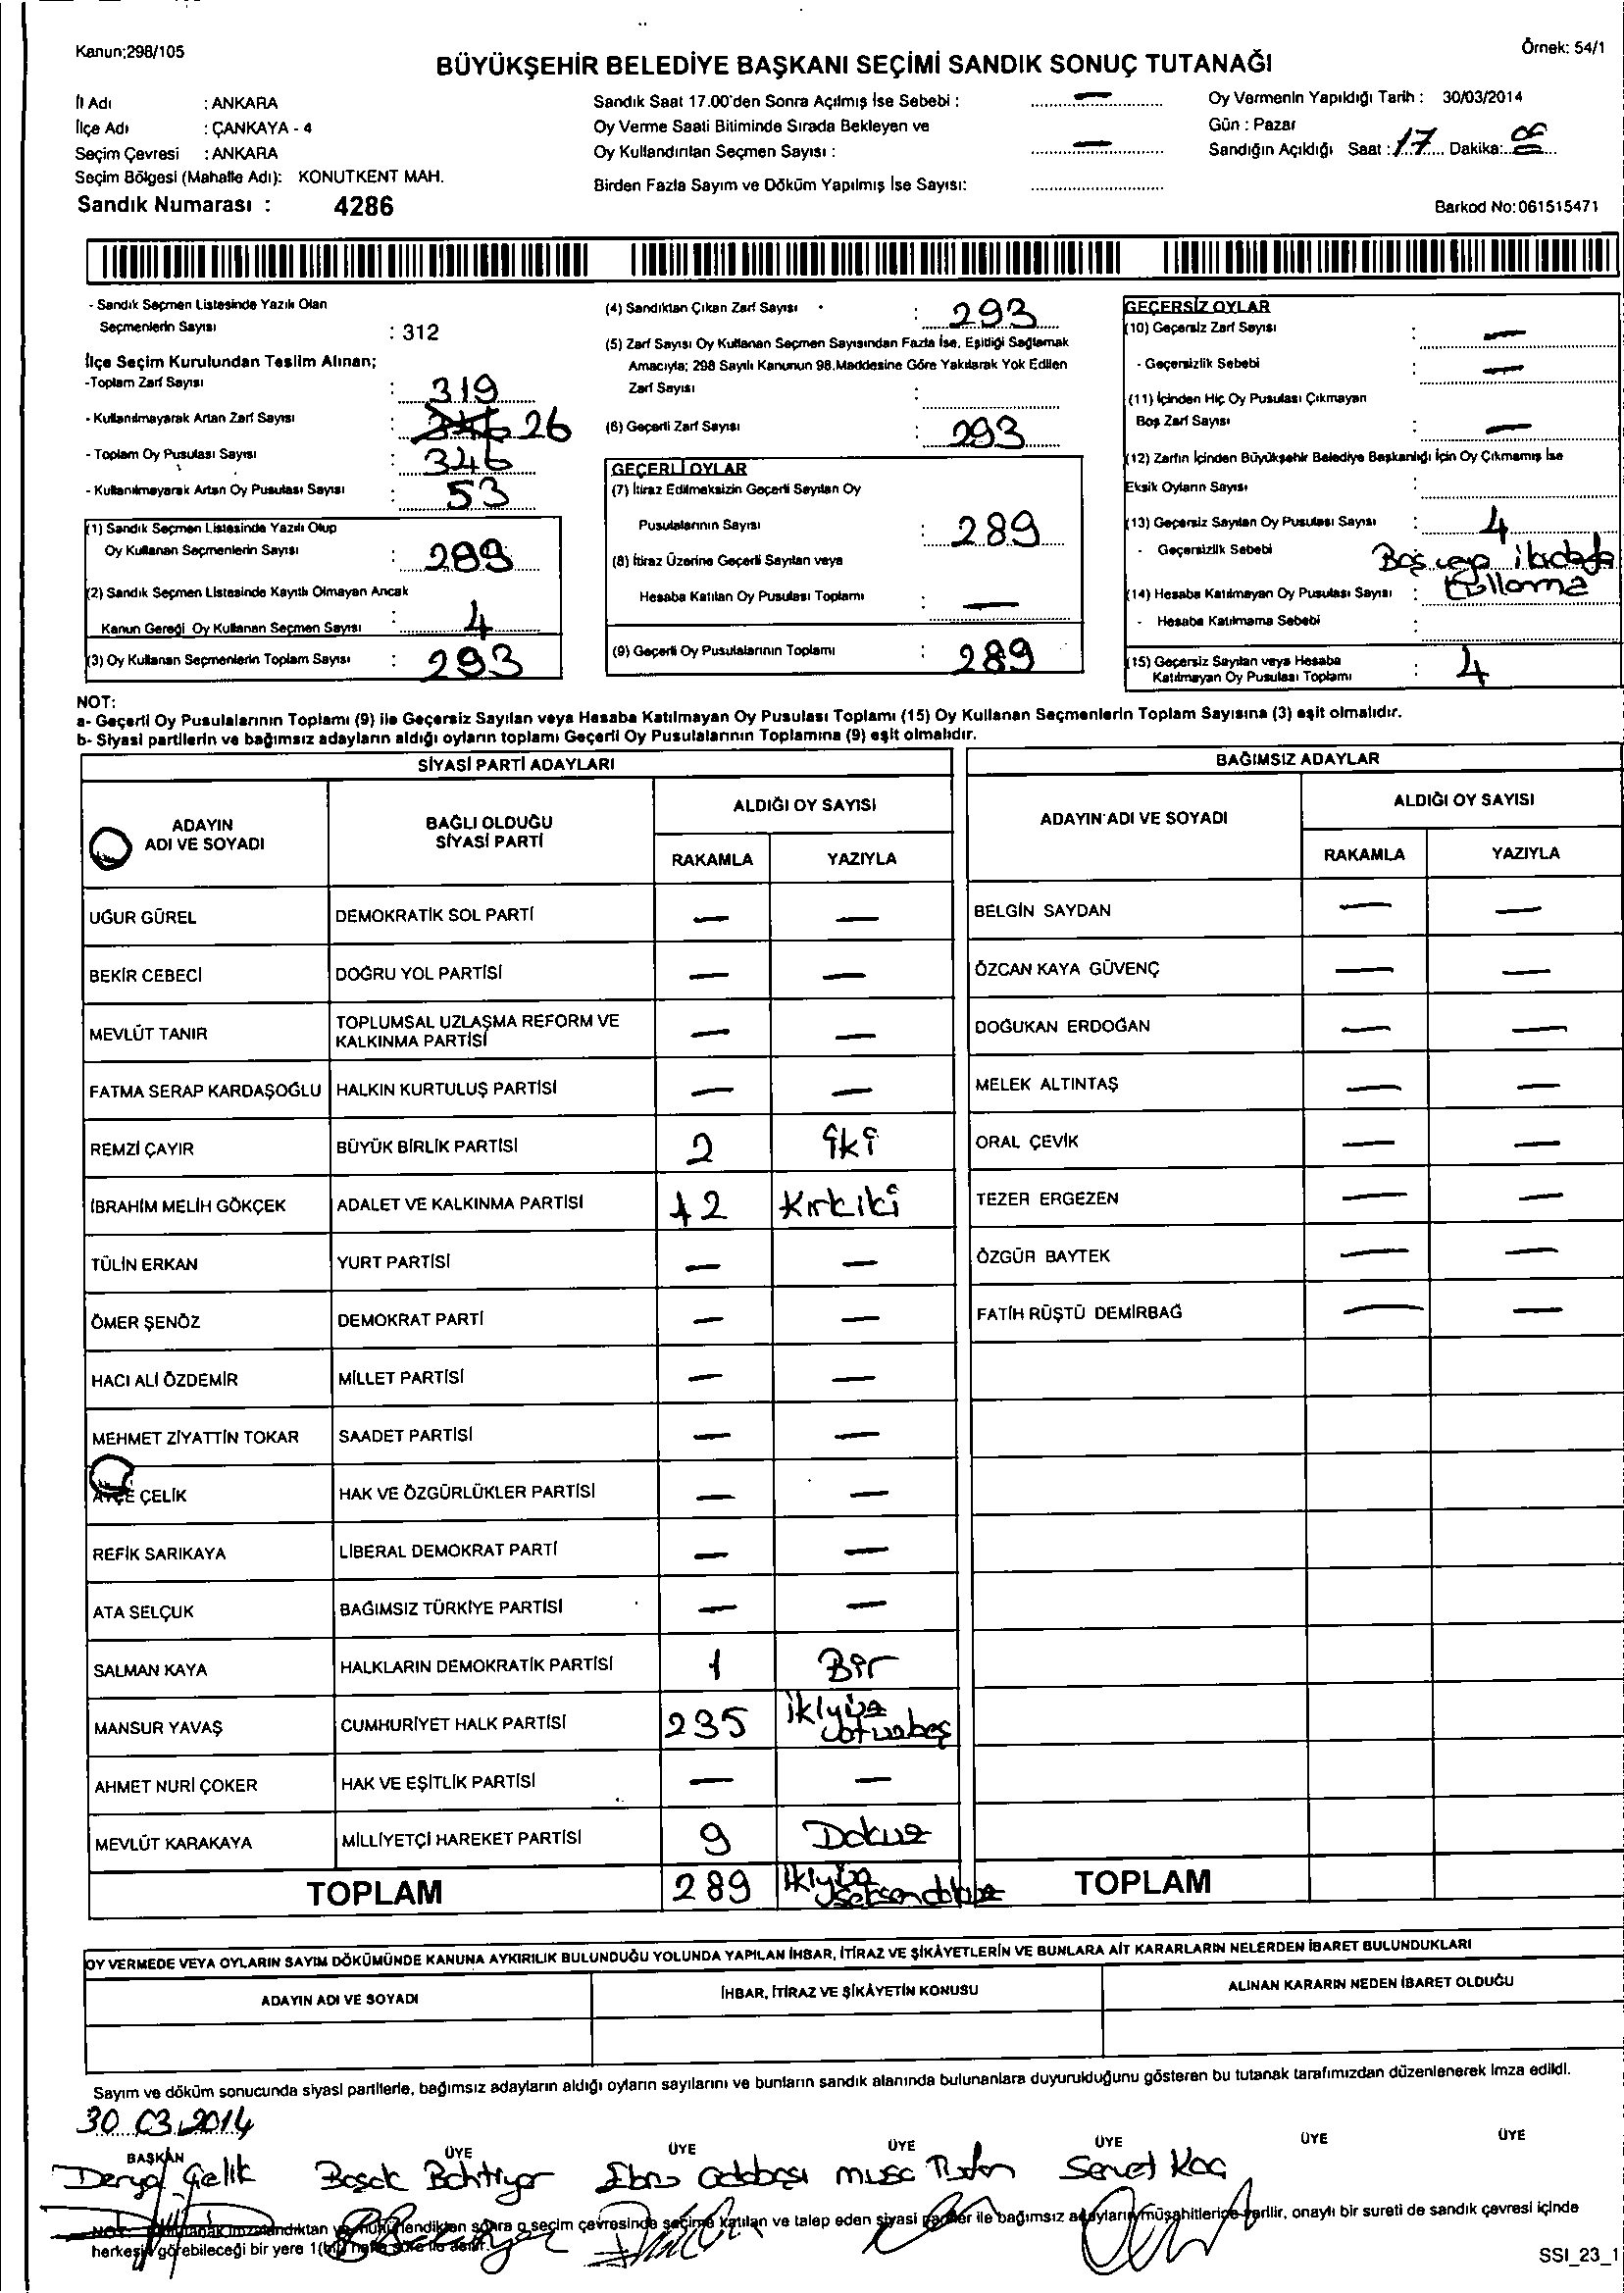 Kanun;298/105
Örnek: 54/1
BÜYÜKŞEHİR BELEDİYE BAŞKANI SEÇİMİ SANDIK SONUÇ TUTANAĞI
İl Adı : ANKARA
İlçe Adı : ÇANKAYA - 4
Seçim Çevresi : ANKARA
Seçim Bölgesi (Mahalle Adı): KONUTKENT MAH.
Sandık Numarası : 4286
Sandık Saat 17.00'den Sonra Açılmış İse Sebebi : —
Oy Verme Saati Bitiminde Sırada Bekleyen ve
Oy Kullandırılan Seçmen Sayısı : —
Birden Fazla Sayım ve Döküm Yapılmış İse Sayısı:
Oy Vermenin Yapıldığı Tarih : 30/03/2014
Gün : Pazar
Sandığın Açıldığı Saat : 17 Dakika:
Barkod No:061515471
- Sandık Seçmen Listesinde Yazılı Olan
Seçmenlerin Sayısı : 312
İlçe Seçim Kurulundan Teslim Alınan;
-Toplam Zarf Sayısı : 319
- Kullanılmayarak Artan Zarf Sayısı : 26
- Toplam Oy Pusulası Sayısı : 346
- Kullanılmayarak Artan Oy Pusulası Sayısı : 53
(1) Sandık Seçmen Listesinde Yazılı Olup
Oy Kullanan Seçmenlerin Sayısı : 289
(2) Sandık Seçmen Listesinde Kayıtlı Olmayan Ancak
Kanun Gereği Oy Kullanan Seçmen Sayısı : 4
(3) Oy Kullanan Seçmenlerin Toplam Sayısı : 293
(4) Sandıktan Çıkan Zarf Sayısı : 293
(5) Zarf Sayısı Oy Kullanan Seçmen Sayısından Fazla İse, Eşitliği Sağlamak
Amacıyla; 298 Sayılı Kanunun 98.Maddesine Göre Yakılarak Yok Edilen
Zarf Sayısı :
(6) Geçerli Zarf Sayısı : 293
GEÇERLİ OYLAR
(7) İtiraz Edilmeksizin Geçerli Sayılan Oy
Pusulalarının Sayısı : 289
(8) İtiraz Üzerine Geçerli Sayılan veya
Hesaba Katılan Oy Pusulası Toplamı : —
(9) Geçerli Oy Pusulalarının Toplamı : 289
GEÇERSİZ OYLAR
(10) Geçersiz Zarf Sayısı : —
- Geçersizlik Sebebi : —
(11) İçinden Hiç Oy Pusulası Çıkmayan
Boş Zarf Sayısı : —
(12) Zarfın İçinden Büyükşehir Belediye Başkanlığı İçin Oy Çıkmamış İse
Eksik Oyların Sayısı :
(13) Geçersiz Sayılan Oy Pusulası Sayısı : 4
- Geçersizlik Sebebi Boş
(14) Hesaba Katılmayan Oy Pusulası Sayısı :
- Hesaba Katılmama Sebebi :
(15) Geçersiz Sayılan veya Hesaba
Katılmayan Oy Pusulası Toplamı : 4
NOT:
a- Geçerli Oy Pusulalarının Toplamı (9) ile Geçersiz Sayılan veya Hesaba Katılmayan Oy Pusulası Toplamı (15) Oy Kullanan Seçmenlerin Toplam Sayısına (3) eşit olmalıdır.
b- Siyasi partilerin ve bağımsız adayların aldığı oyların toplamı Geçerli Oy Pusulalarının Toplamına (9) eşit olmalıdır.
SİYASİ PARTİ ADAYLARI
ADAYIN ADI VE SOYADI
BAĞLI OLDUĞU SİYASİ PARTİ
ALDIĞI OY SAYISI
RAKAMLA YAZIYLA
UĞUR GÜREL DEMOKRATİK SOL PARTİ — —
BEKİR CEBECİ DOĞRU YOL PARTİSİ — —
MEVLÜT TANIR TOPLUMSAL UZLAŞMA REFORM VE KALKINMA PARTİSİ — —
FATMA SERAP KARDAŞOĞLU HALKIN KURTULUŞ PARTİSİ — —
REMZİ ÇAYIR BÜYÜK BİRLİK PARTİSİ 2 iki
İBRAHİM MELİH GÖKÇEK ADALET VE KALKINMA PARTİSİ 42 Kırkiki
TÜLİN ERKAN YURT PARTİSİ — —
ÖMER ŞENÖZ DEMOKRAT PARTİ — —
HACI ALİ ÖZDEMİR MİLLET PARTİSİ — —
MEHMET ZİYATTİN TOKAR SAADET PARTİSİ — —
ÇELİK HAK VE ÖZGÜRLÜKLER PARTİSİ — —
REFİK SARIKAYA LİBERAL DEMOKRAT PARTİ — —
ATA SELÇUK BAĞIMSIZ TÜRKİYE PARTİSİ — —
SALMAN KAYA HALKLARIN DEMOKRATİK PARTİSİ 1 Bir
MANSUR YAVAŞ CUMHURİYET HALK PARTİSİ 235 ikiyüz otuzbeş
AHMET NURİ ÇOKER HAK VE EŞİTLİK PARTİSİ — —
MEVLÜT KARAKAYA MİLLİYETÇİ HAREKET PARTİSİ 9 Dokuz
TOPLAM 289 ikiyüz seksendokuz
BAĞIMSIZ ADAYLAR
ADAYIN ADI VE SOYADI
ALDIĞI OY SAYISI
RAKAMLA YAZIYLA
BELGİN SAYDAN — —
ÖZCAN KAYA GÜVENÇ — —
DOĞUKAN ERDOĞAN — —
MELEK ALTINTAŞ — —
ORAL ÇEVİK — —
TEZER ERGEZEN — —
ÖZGÜR BAYTEK — —
FATİH RÜŞTÜ DEMİRBAĞ — —
TOPLAM
OY VERMEDE VEYA OYLARIN SAYIM DÖKÜMÜNDE KANUNA AYKIRILIK BULUNDUĞU YOLUNDA YAPILAN İHBAR, İTİRAZ VE ŞİKÂYETLERİN VE BUNLARA AİT KARARLARIN NELERDEN İBARET BULUNDUKLARI
ADAYIN ADI VE SOYADI
İHBAR, İTİRAZ VE ŞİKÂYETİN KONUSU
ALINAN KARARIN NEDEN İBARET OLDUĞU
Sayım ve döküm sonucunda siyasi partilerle, bağımsız adayların aldığı oyların sayılarını ve bunların sandık alanında bulunanlara duyurulduğunu gösteren bu tutanak tarafımızdan düzenlenerek imza edildi.
30.03.2014
BAŞKAN ÜYE ÜYE ÜYE ÜYE ÜYE ÜYE
Derya Çelik Başak Bahtiyar Ebru Musa Servet Koç
seçim çevresinde seçime katılan ve talep eden siyasi partiler ile bağımsız adayların müşahitlerine verilir, onaylı bir sureti de sandık çevresi içinde
herkesin görebileceği bir yere
SSI_23_1